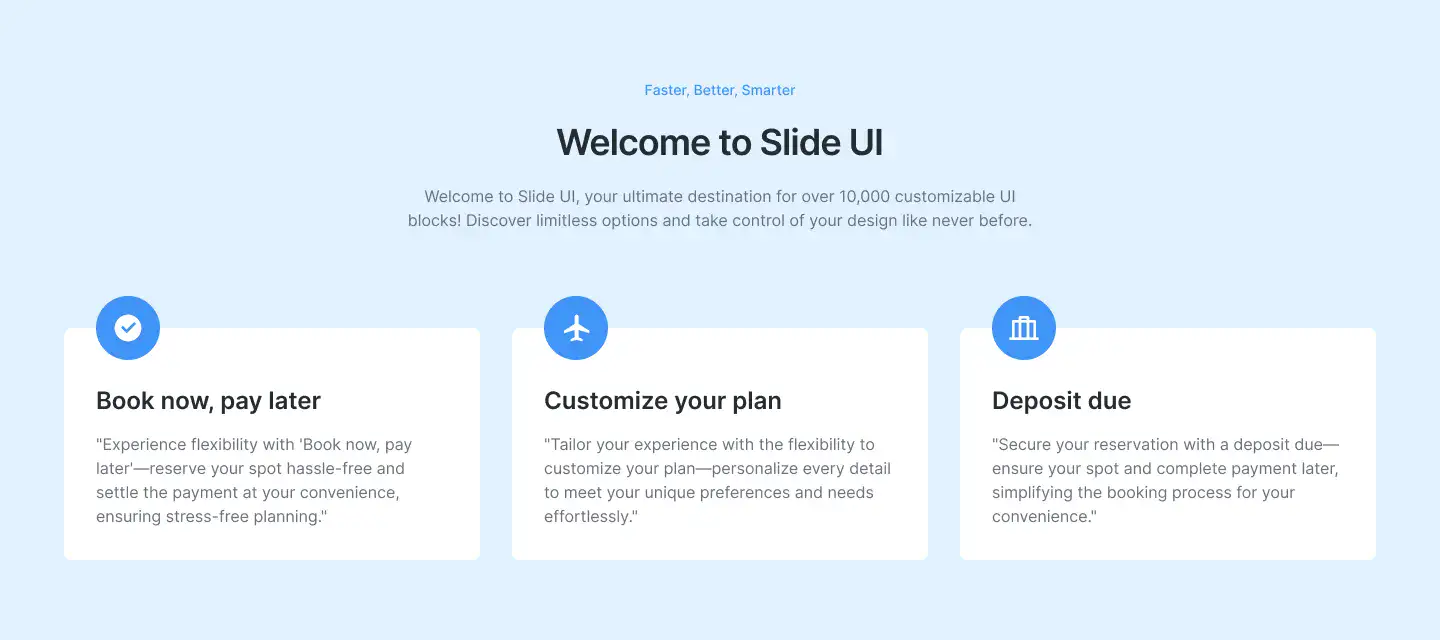 Faster, Better, Smarter
Welcome to Slide UI
Welcome to Slide UI, your ultimate destination for over 10,000 customizable UI
blocks! Discover limitless options and take control of your design like never before.
Book now, pay later
"Experience flexibility with 'Book now, pay
later'—reserve your spot hassle-free and
settle the payment at your convenience,
ensuring stress-free planning."
Customize your plan
"Tailor your experience with the flexibility to
customize your plan—personalize every detail
to meet your unique preferences and needs
effortlessly."
Deposit due
"Secure your reservation with a deposit due—
ensure your spot and complete payment later,
simplifying the booking process for your
convenience."